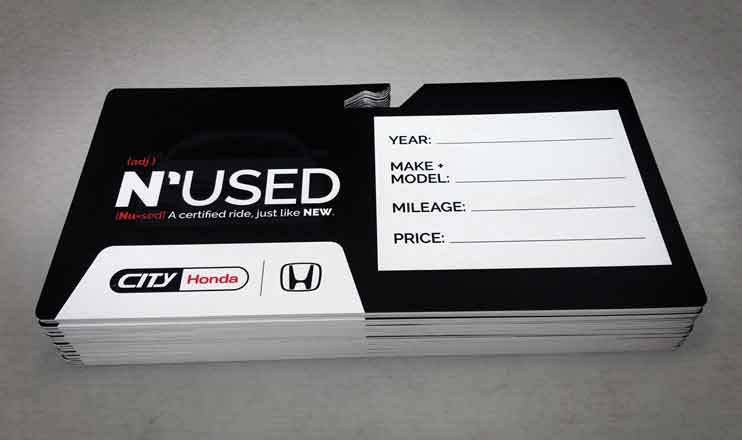 (adj.)
N'USED
[Nu-sed] A certified ride, just like NEW.
CITY Honda
YEAR:
MAKE +
MODEL:
MILEAGE:
PRICE: